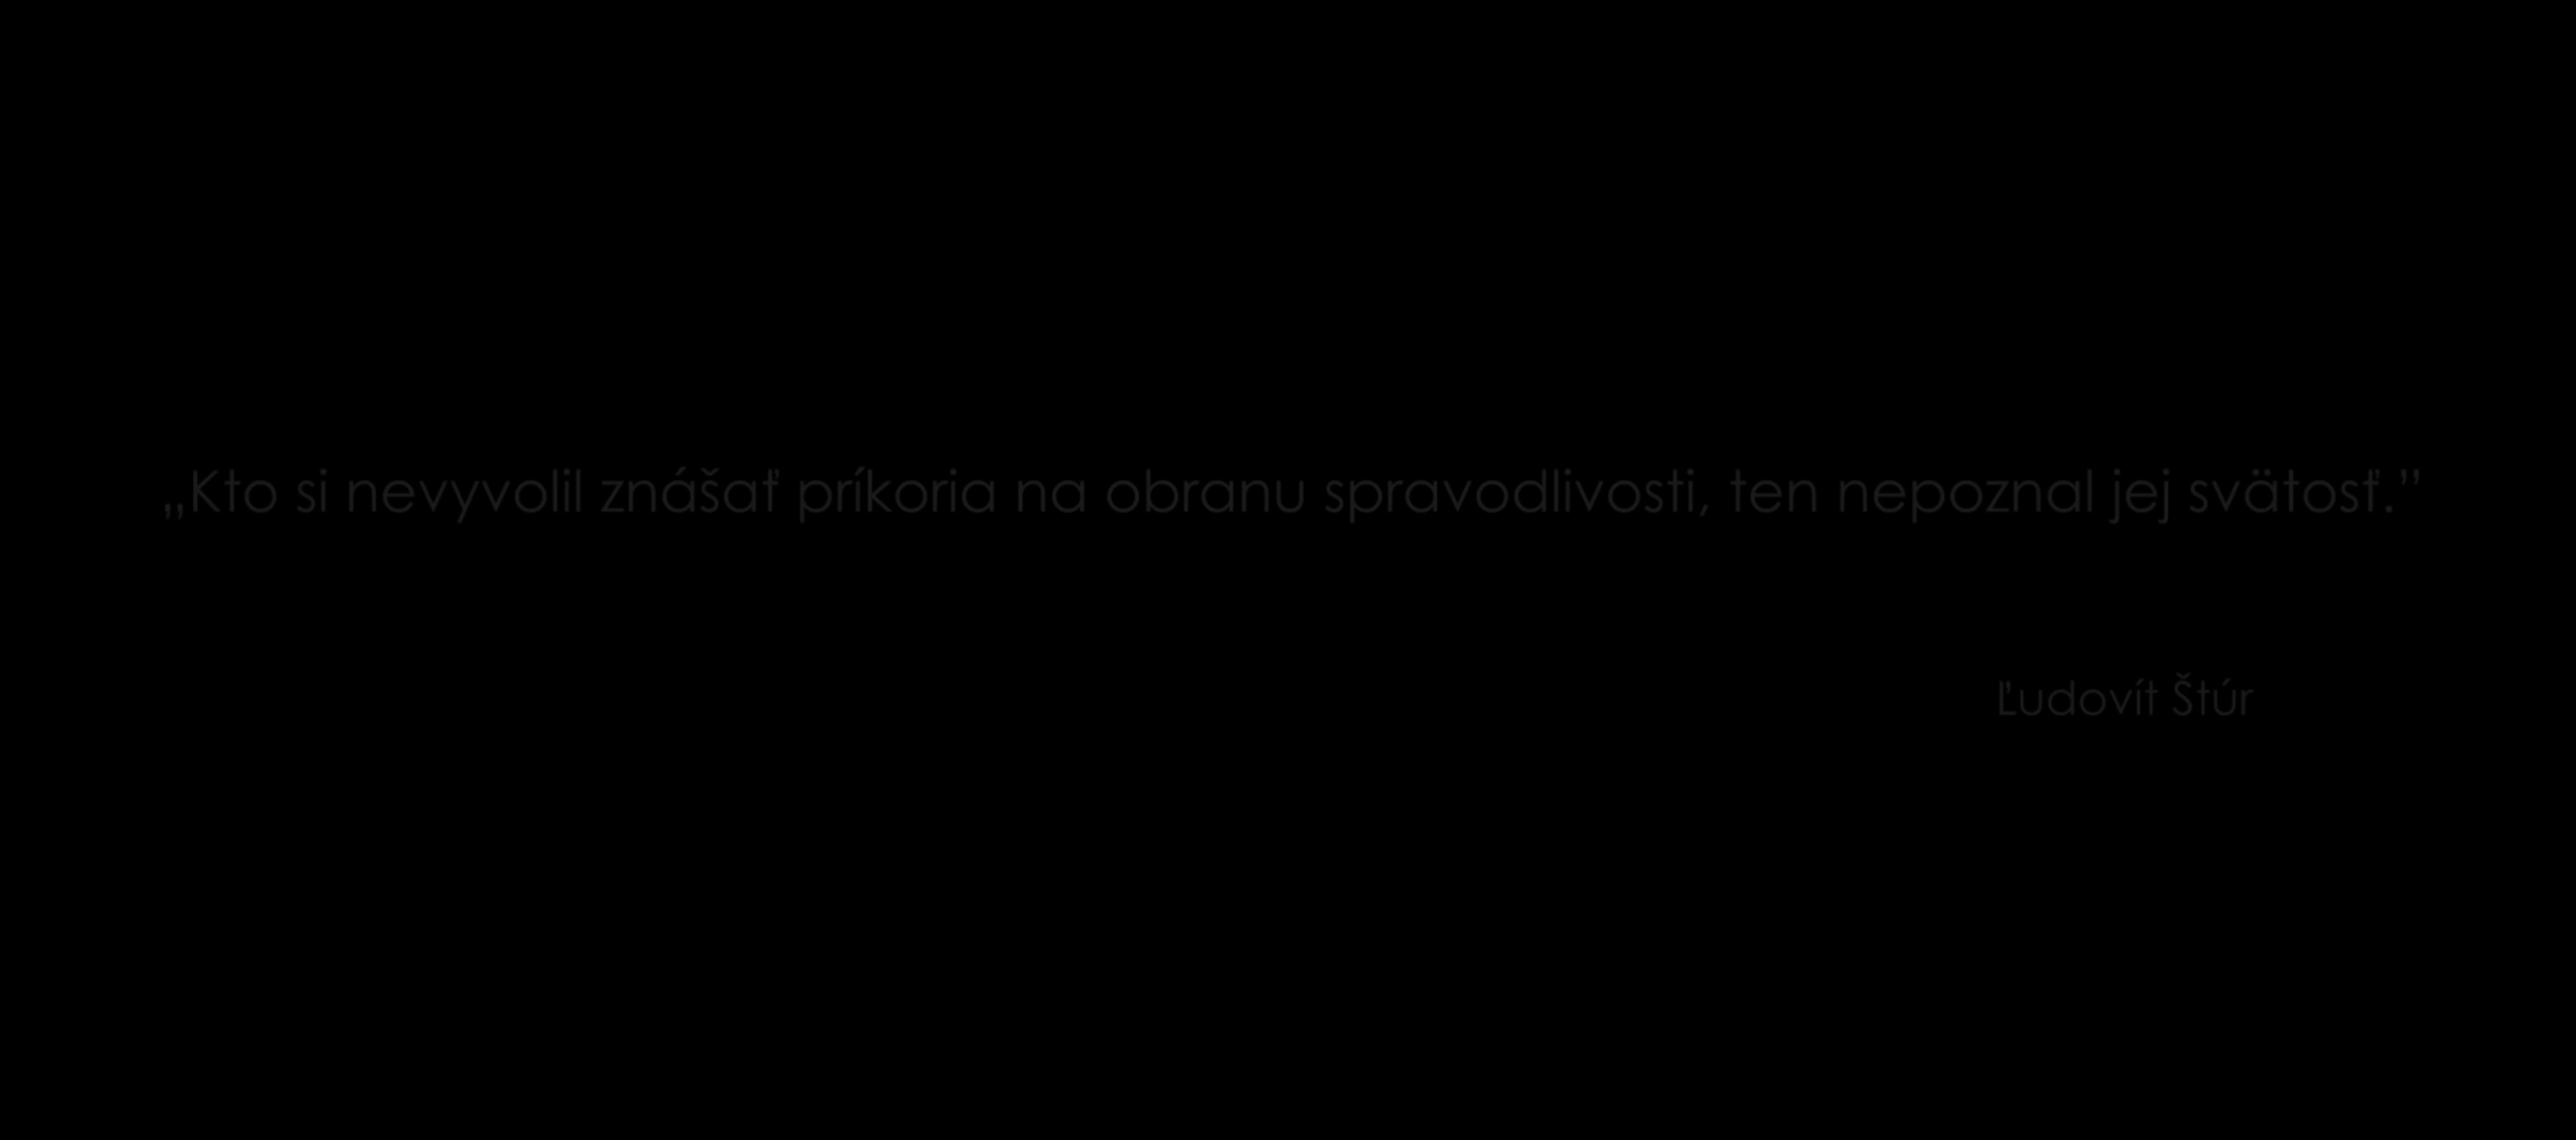 „Kto si nevyvolil znášať príkoria na obranu spravodlivosti, ten nepoznal jej svätosť.”
Ľudovít Štúr